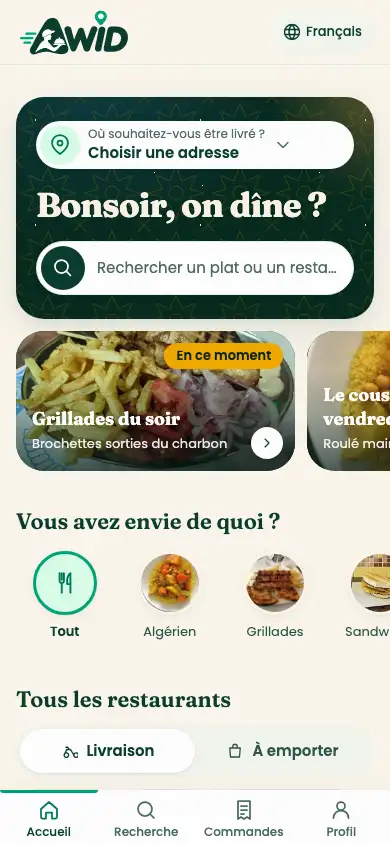 AWID
Français
Où souhaitez-vous être livré ?
Choisir une adresse
Bonsoir, on dîne ?
Rechercher un plat ou un resta…
En ce moment
Grillades du soir
Brochettes sorties du charbon
Le cous
vendred
Roulé mai
Vous avez envie de quoi ?
Tout
Algérien
Grillades
Sandw
Tous les restaurants
Livraison
À emporter
Accueil
Recherche
Commandes
Profil